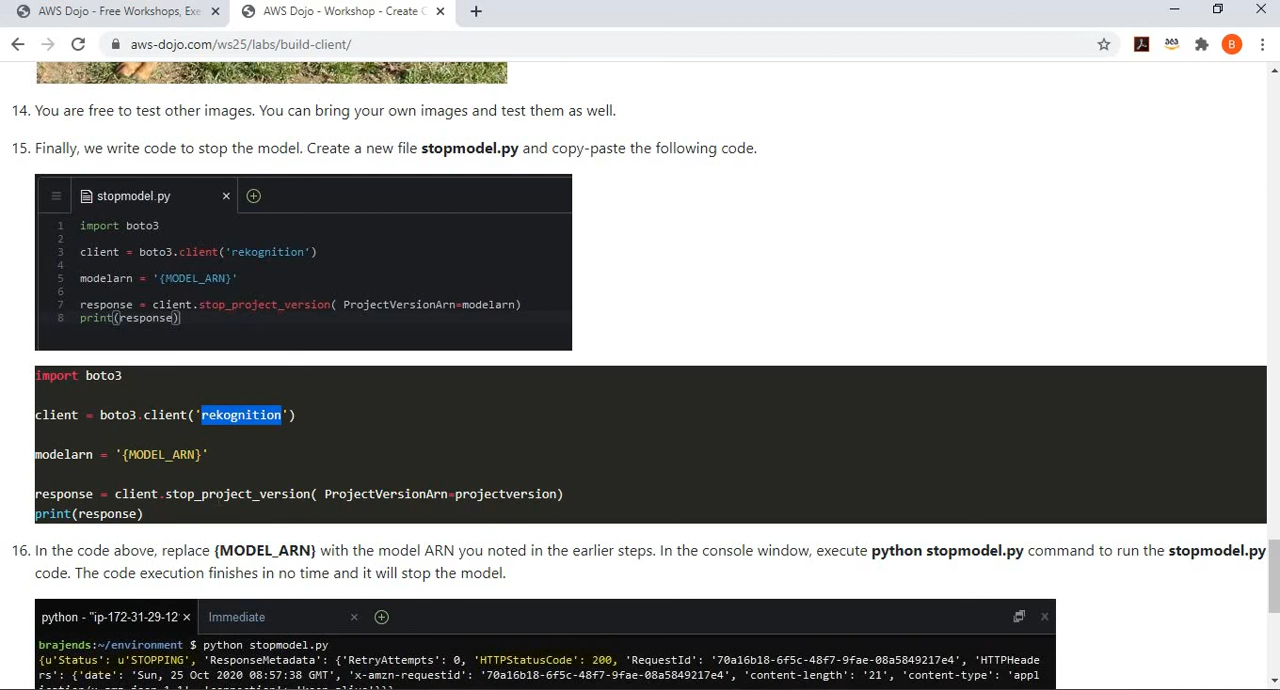 AWS Dojo - Free Workshops, Exe
AWS Dojo - Workshop - Create C
aws-dojo.com/ws25/labs/build-client/
B
14. You are free to test other images. You can bring your own images and test them as well.
15. Finally, we write code to stop the model. Create a new file stopmodel.py and copy-paste the following code.
stopmodel.py
1 import boto3
2
3 client = boto3.client('rekognition')
4
5 modelarn = '{MODEL_ARN}'
6
7 response = client.stop_project_version( ProjectVersionArn=modelarn)
8 print(response)
import boto3
client = boto3.client('rekognition')
modelarn = '{MODEL_ARN}'
response = client.stop_project_version( ProjectVersionArn=projectversion)
print(response)
16. In the code above, replace {MODEL_ARN} with the model ARN you noted in the earlier steps. In the console window, execute python stopmodel.py command to run the stopmodel.py
code. The code execution finishes in no time and it will stop the model.
python - "ip-172-31-29-12
Immediate
brajends:~/environment $ python stopmodel.py
{u'Status': u'STOPPING', 'ResponseMetadata': {'RetryAttempts': 0, 'HTTPStatusCode': 200, 'RequestId': '70a16b18-6f5c-48f7-9fae-08a5849217e4', 'HTTPHeade
rs': {'date': 'Sun, 25 Oct 2020 08:57:38 GMT', 'x-amzn-requestid': '70a16b18-6f5c-48f7-9fae-08a5849217e4', 'content-length': '21', 'content-type': 'appl